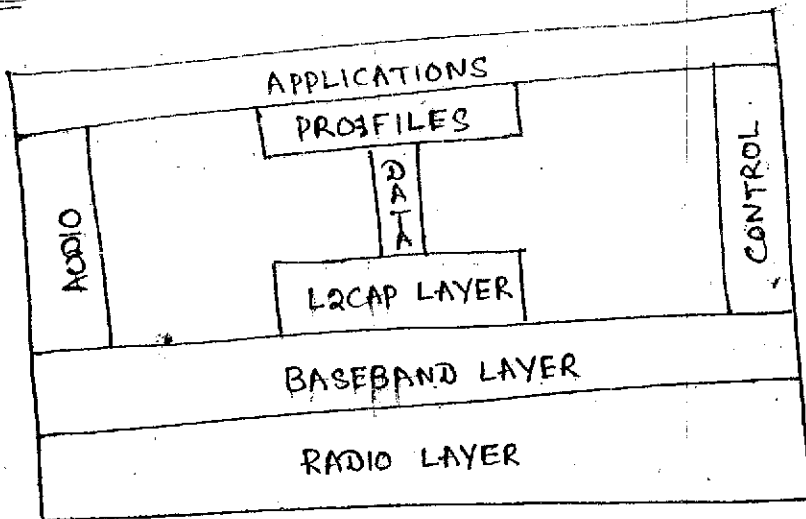 APPLICATIONS
PROFILES
DATA
AUDIO
CONTROL
L2CAP LAYER
BASEBAND LAYER
RADIO LAYER